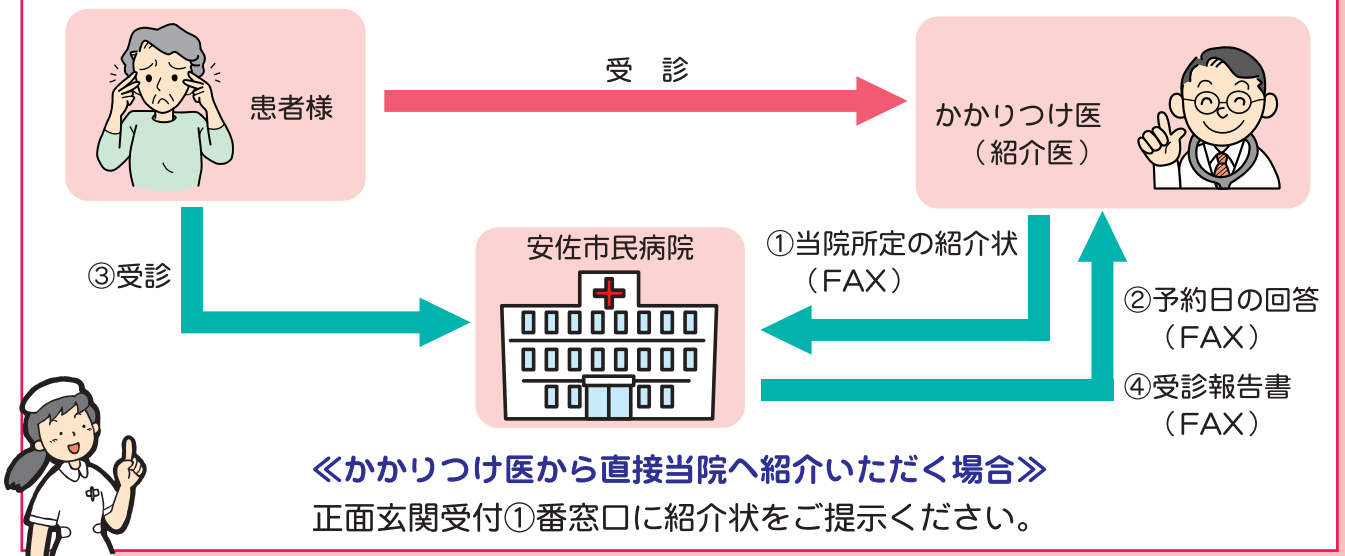 受　診
患者様
かかりつけ医
（紹介医）
③受診
安佐市民病院
①当院所定の紹介状
（FAX）
②予約日の回答
（FAX）
④受診報告書
（FAX）
≪かかりつけ医から直接当院へ紹介いただく場合≫
正面玄関受付①番窓口に紹介状をご提示ください。